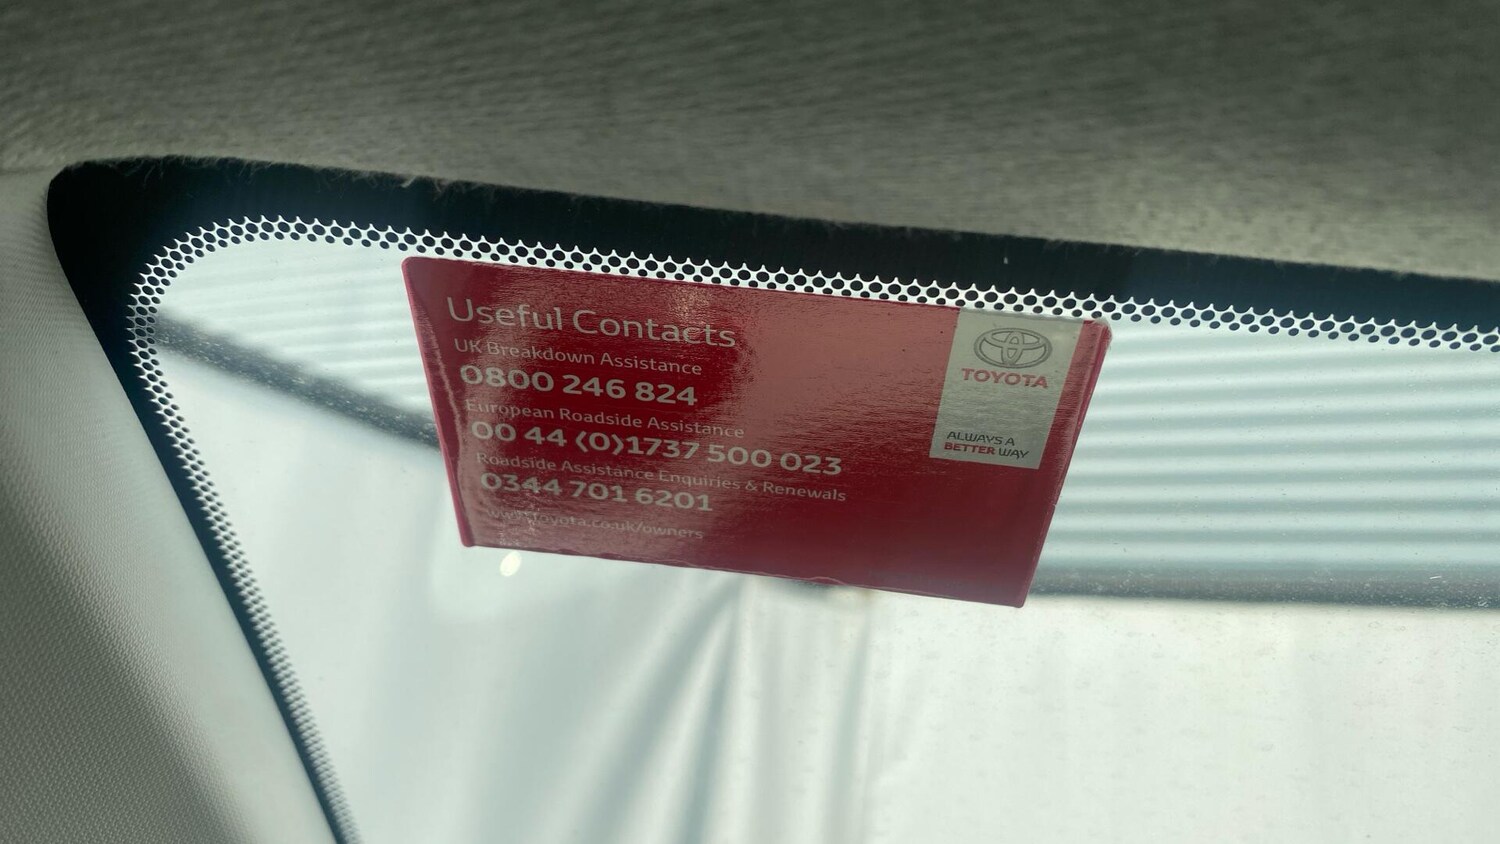 Useful Contacts
UK Breakdown Assistance
0800 246 824
European Roadside Assistance
00 44 (0)1737 500 023
Roadside Assistance Enquiries & Renewals
0344 701 6201
www.toyota.co.uk/owners
TOYOTA
ALWAYS A
BETTER WAY